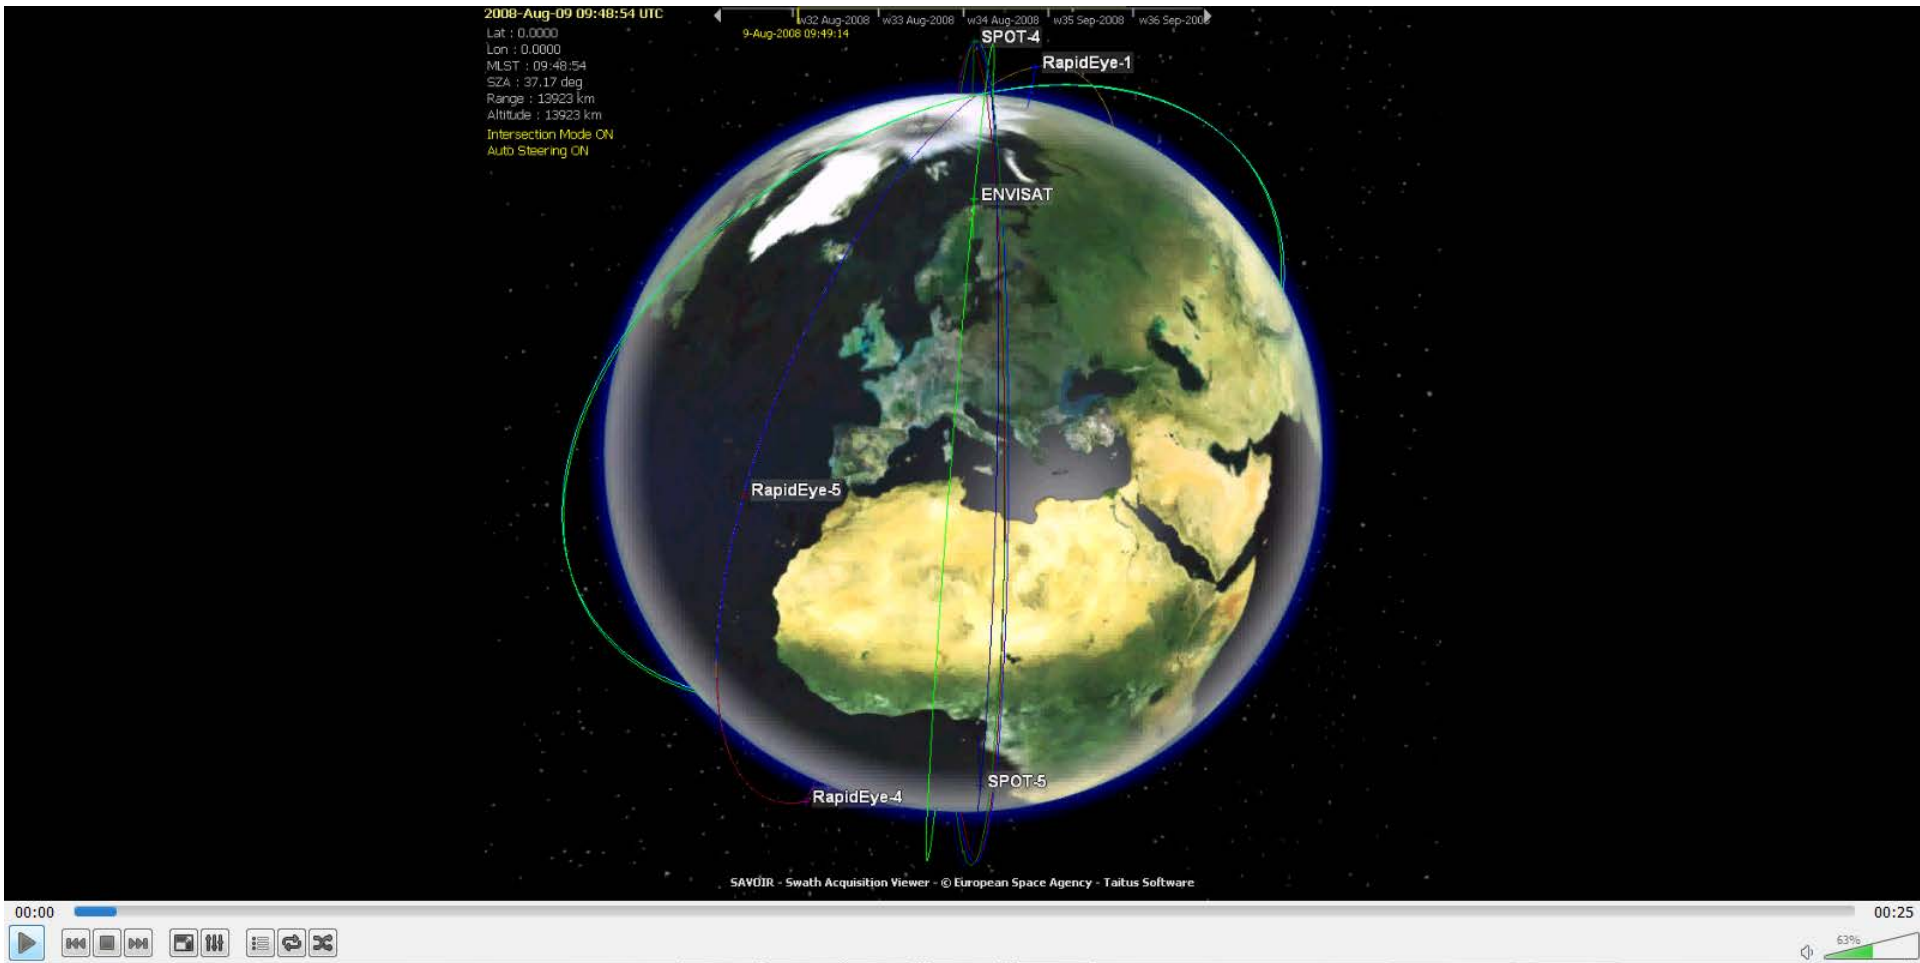 2008-Aug-09 09:48:54 UTC
Lat : 0.0000
Lon : 0.0000
MLST : 09:48:54
SZA : 37.17 deg
Range : 13923 km
Altitude : 13923 km
Intersection Mode ON
Auto Steering ON
w32 Aug-2008 w33 Aug-2008 w34 Aug-2008 w35 Sep-2008 w36 Sep-2008
9-Aug-2008 09:49:14
SPOT-4
RapidEye-1
ENVISAT
RapidEye-5
SPOT-5
RapidEye-4
SAVOIR - Swath Acquisition Viewer - © European Space Agency - Taitus Software
00:00
00:25
63%